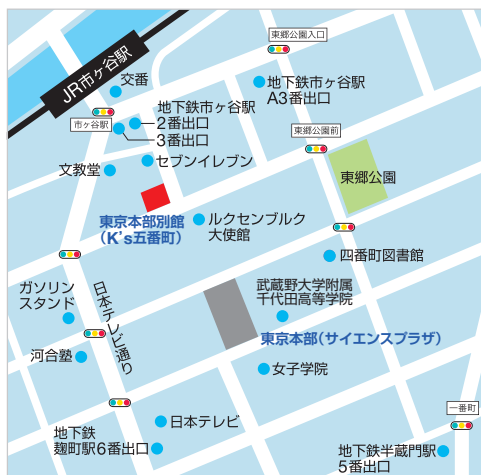 東郷公園入口
JR市ヶ谷駅
交番
地下鉄市ヶ谷駅
A3番出口
地下鉄市ヶ谷駅
2番出口
3番出口
市ヶ谷駅
東郷公園前
セブンイレブン
文教堂
東郷公園
東京本部別館
(K's五番町)
ルクセンブルク
大使館
四番町図書館
ガソリン
スタンド
日本テレビ通り
武蔵野大学附属
千代田高等学院
東京本部(サイエンスプラザ)
河合塾
女子学院
一番町
日本テレビ
地下鉄
麹町駅6番出口
地下鉄半蔵門駅
5番出口